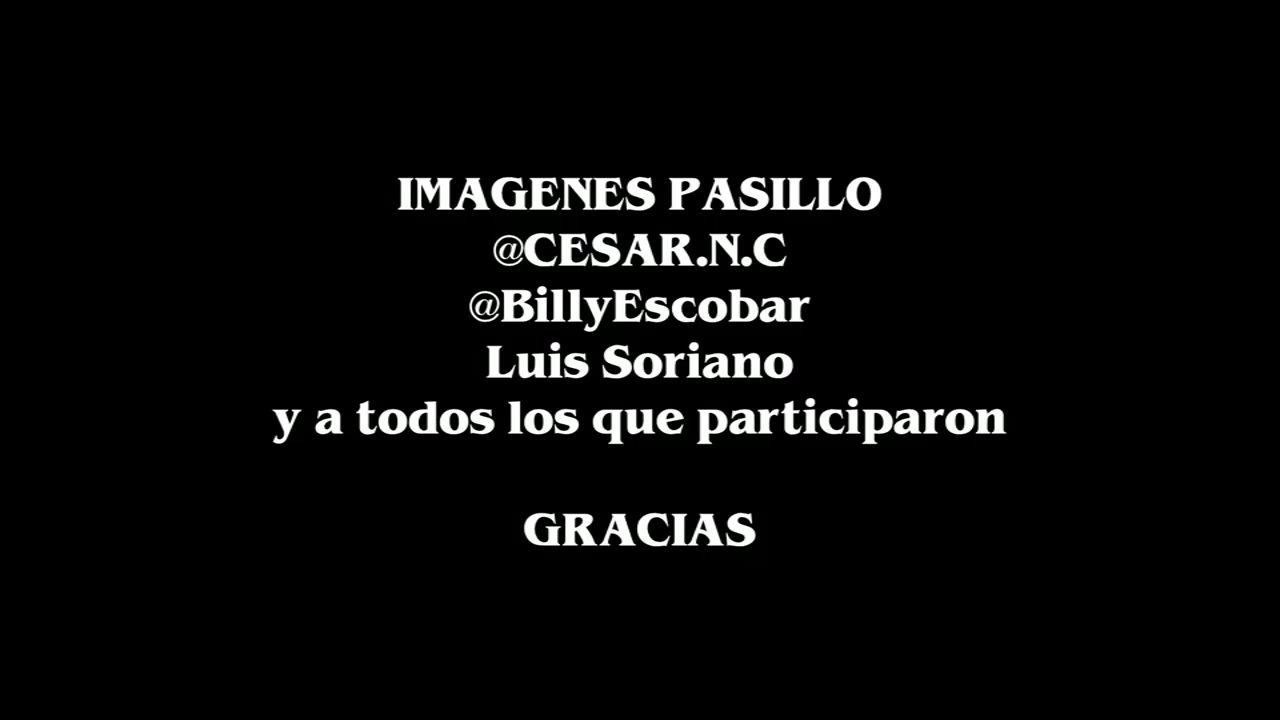 IMAGENES PASILLO
@CESAR.N.C
@BillyEscobar
Luis Soriano
y a todos los que participaron
GRACIAS